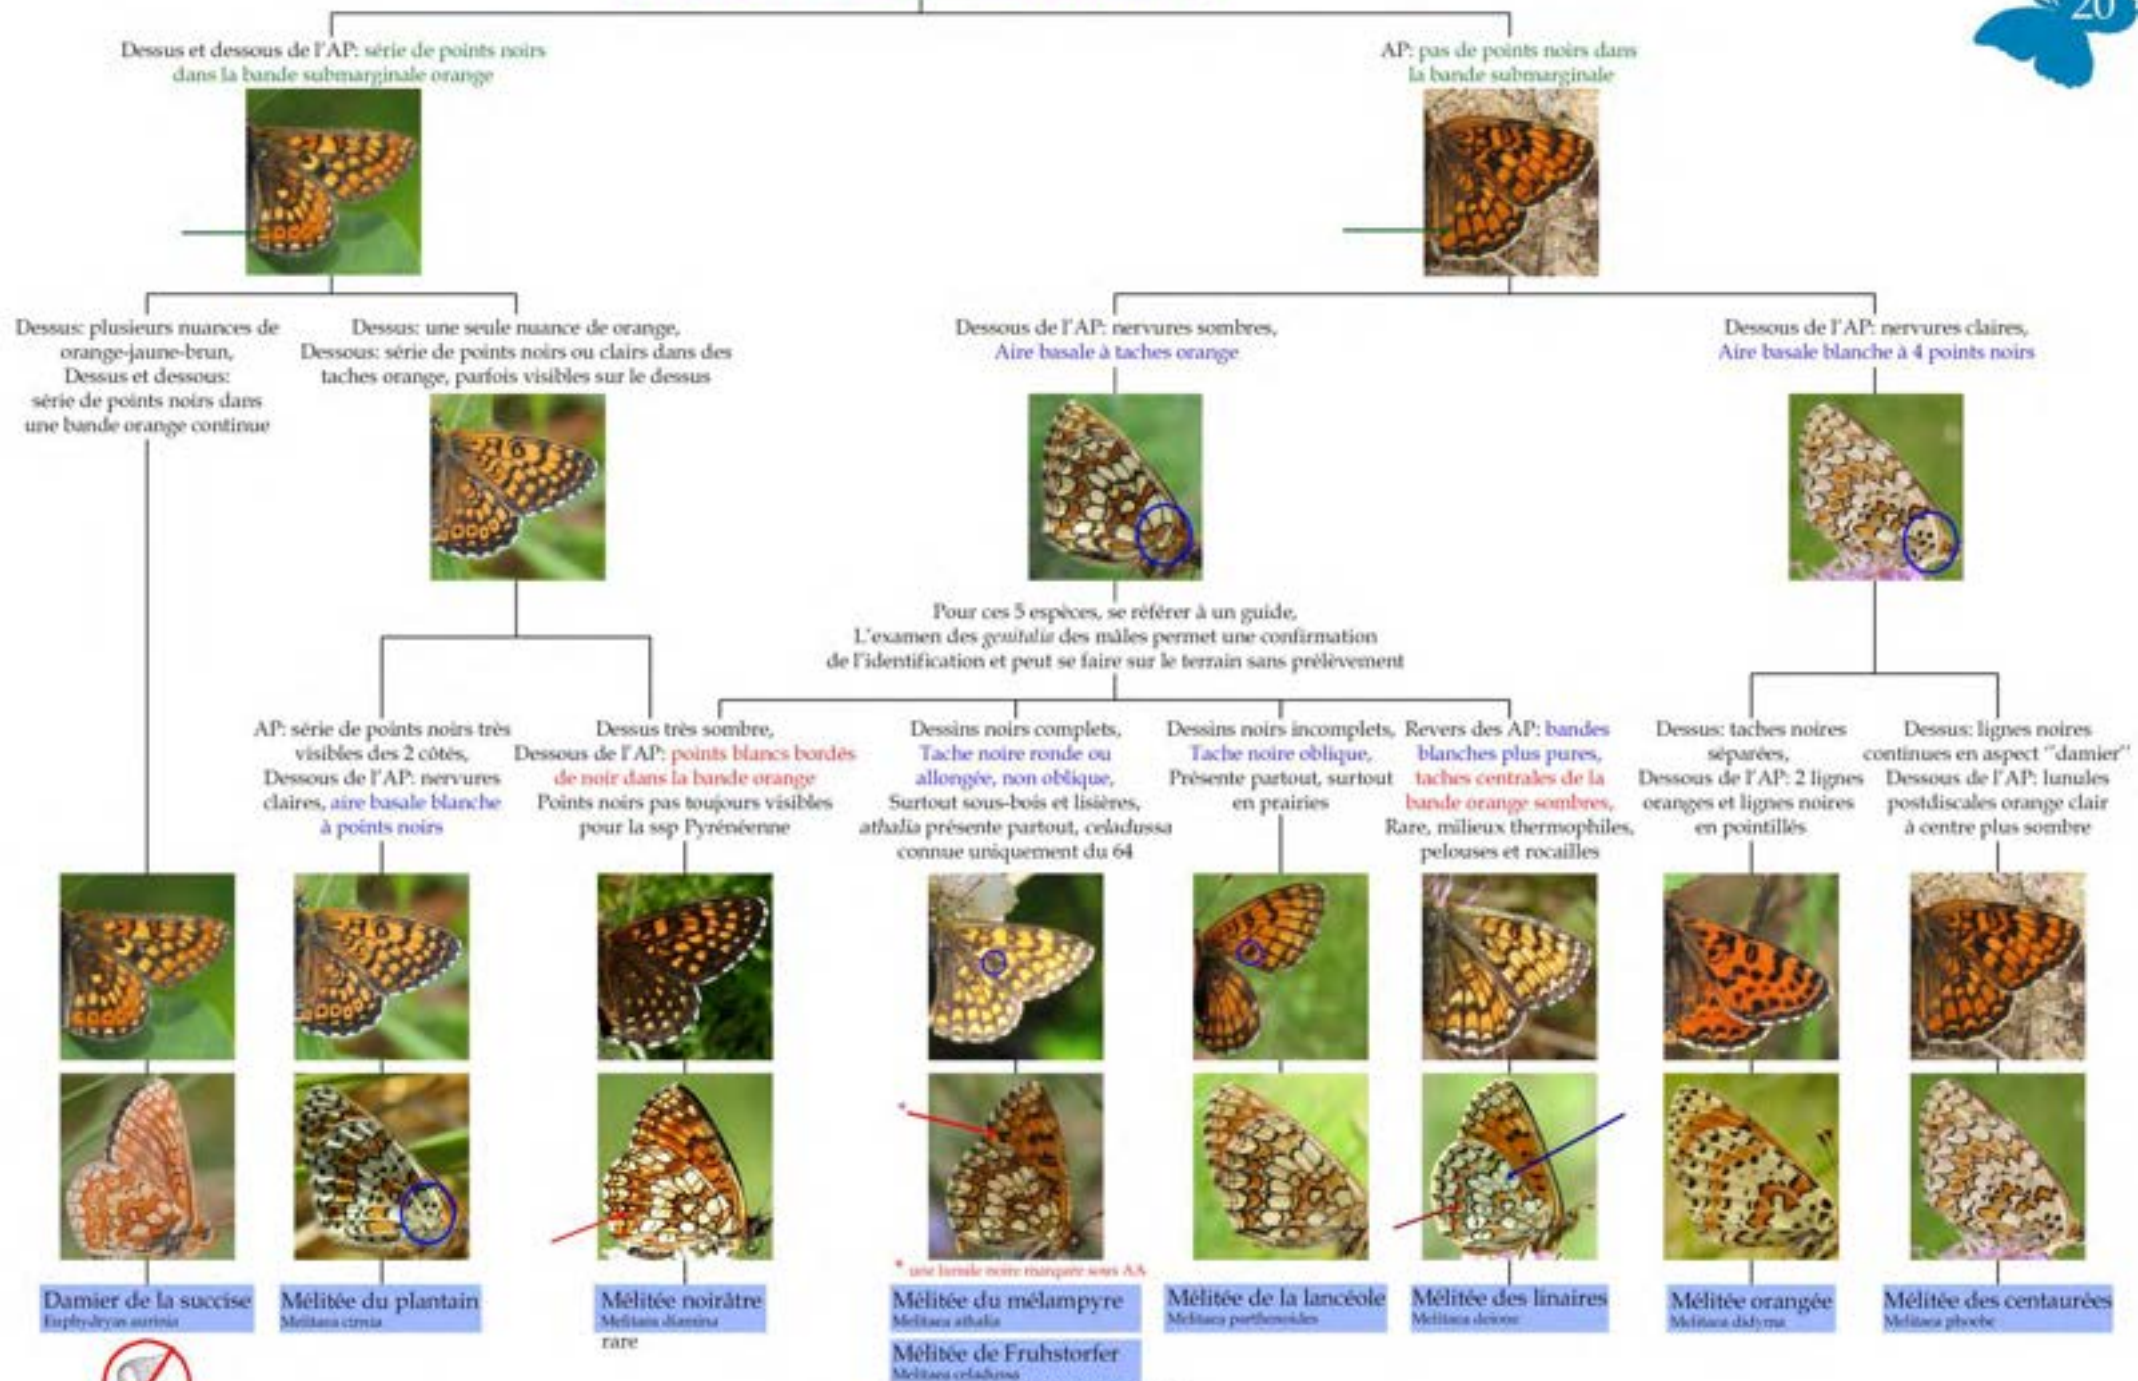 20
Dessus et dessous de l'AP: série de points noirs
dans la bande submarginale orange
AP: pas de points noirs dans
la bande submarginale
Dessus: plusieurs nuances de
orange-jaune-brun,
Dessus et dessous:
série de points noirs dans
une bande orange continue
Dessus: une seule nuance de orange,
Dessous: série de points noirs ou clairs dans des
taches orange, parfois visibles sur le dessus
Dessous de l'AP: nervures sombres,
Aire basale à taches orange
Dessous de l'AP: nervures claires,
Aire basale blanche à 4 points noirs
Pour ces 5 espèces, se référer à un guide,
L'examen des genitalia des mâles permet une confirmation
de l'identification et peut se faire sur le terrain sans prélèvement
AP: série de points noirs très
visibles des 2 côtés,
Dessous de l'AP: nervures
claires, aire basale blanche
à points noirs
Dessus très sombre,
Dessous de l'AP: points blancs bordés
de noir dans la bande orange
Points noirs pas toujours visibles
pour la ssp Pyrénéenne
Dessins noirs complets,
Tache noire ronde ou
allongée, non oblique,
Surtout sous-bois et lisières,
athalia présente partout, celadussa
connue uniquement du 64
Dessins noirs incomplets,
Tache noire oblique,
Présente partout, surtout
en prairies
Revers des AP: bandes
blanches plus pures,
taches centrales de la
bande orange sombres,
Rare, milieux thermophiles,
pelouses et rocailles
Dessus: taches noires
séparées,
Dessous de l'AP: 2 lignes
oranges et lignes noires
en pointillés
Dessus: lignes noires
continues en aspect "damier"
Dessous de l'AP: lunules
postdiscales orange clair
à centre plus sombre
*
* une lunule noire marquée sous AA
Damier de la succise
Euphydryas aurinia
Mélitée du plantain
Melitaea cinxia
Mélitée noirâtre
Melitaea diamina
rare
Mélitée du mélampyre
Melitaea athalia
Mélitée de Fruhstorfer
Melitaea celadussa
Mélitée de la lancéole
Melitaea parthenoides
Mélitée des linaires
Melitaea deione
Mélitée orangée
Melitaea didyma
Mélitée des centaurées
Melitaea phoebe